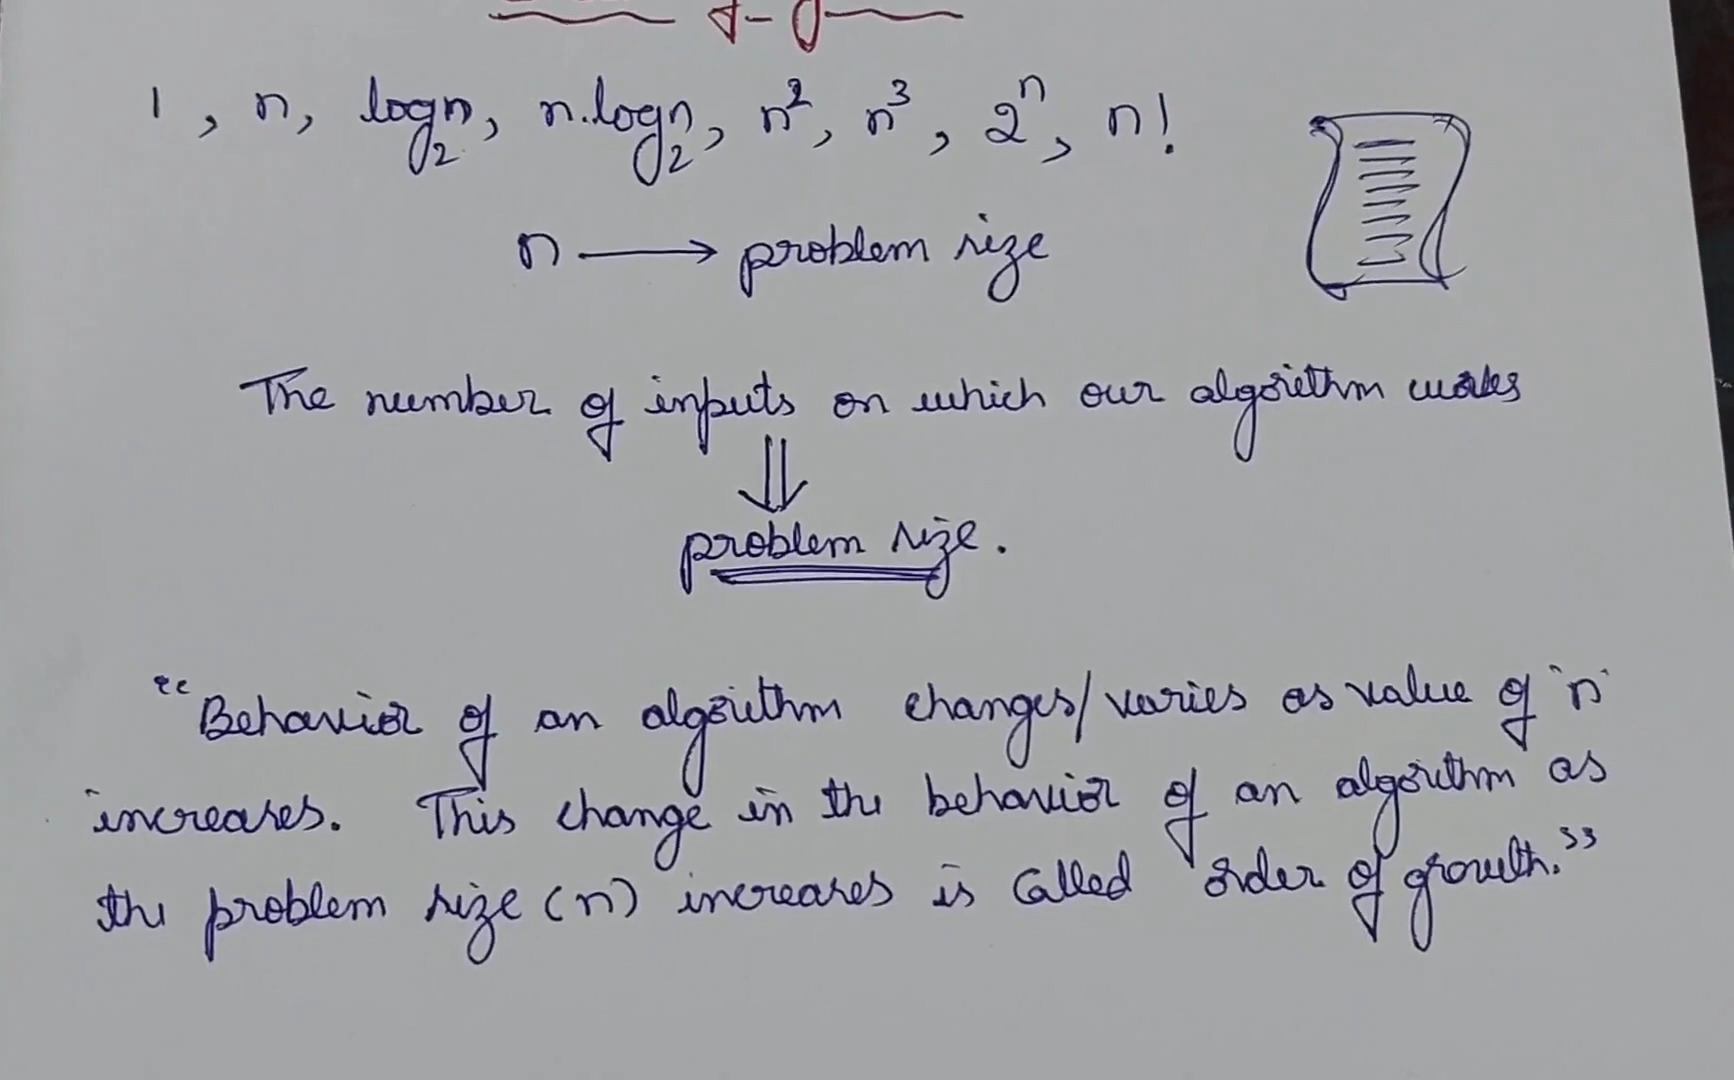 1, n, log₂n, n.log₂n, n², n³, 2ⁿ, n!
n → problem size
The number of inputs on which our algorithm works
⇓
problem size.
"Behavior of an algorithm changes/varies as value of 'n'
increases. This change in the behavior of an algorithm as
the problem size (n) increases is called 'order of growth."